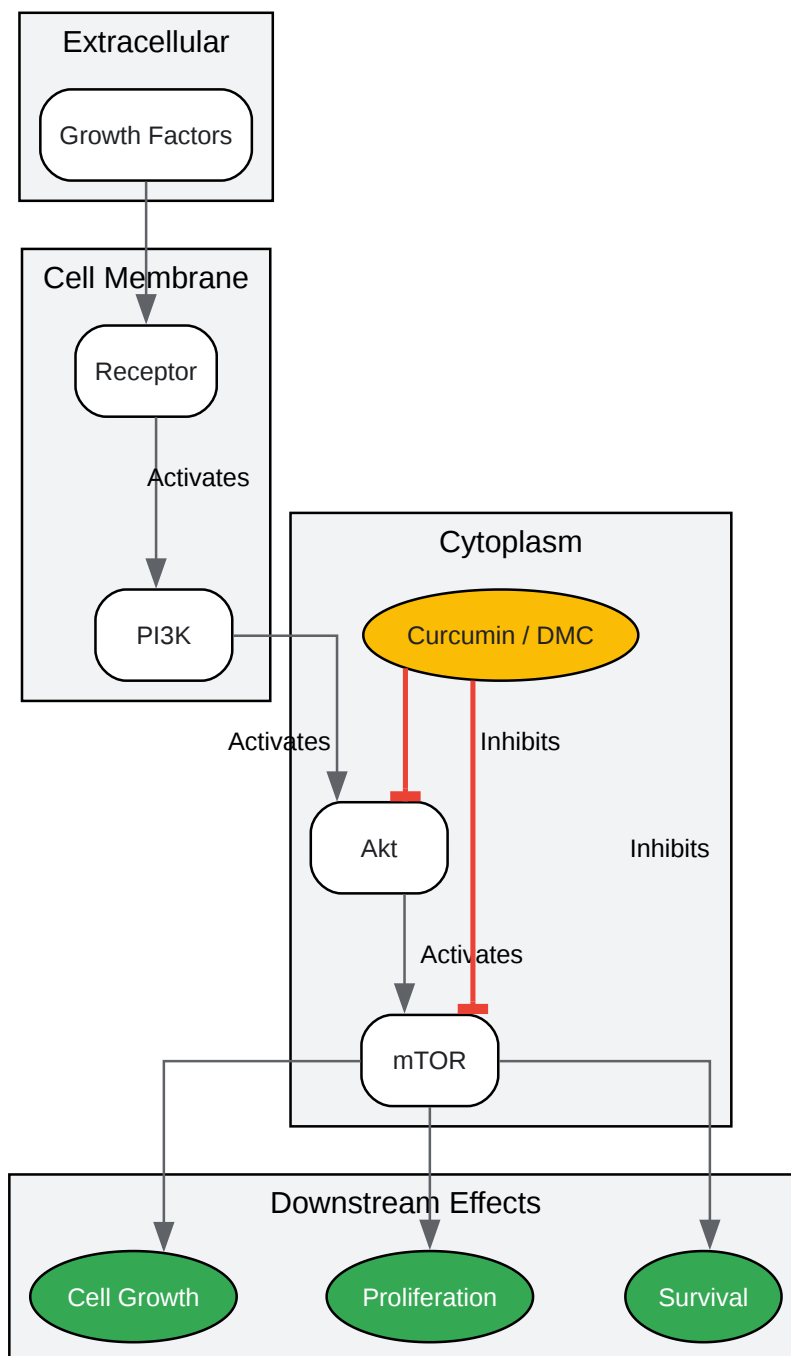 Extracellular
Growth Factors
Cell Membrane
Receptor
Activates
Cytoplasm
PI3K
Curcumin / DMC
Activates
Inhibits
Akt
Inhibits
Activates
mTOR
Downstream Effects
Cell Growth
Proliferation
Survival